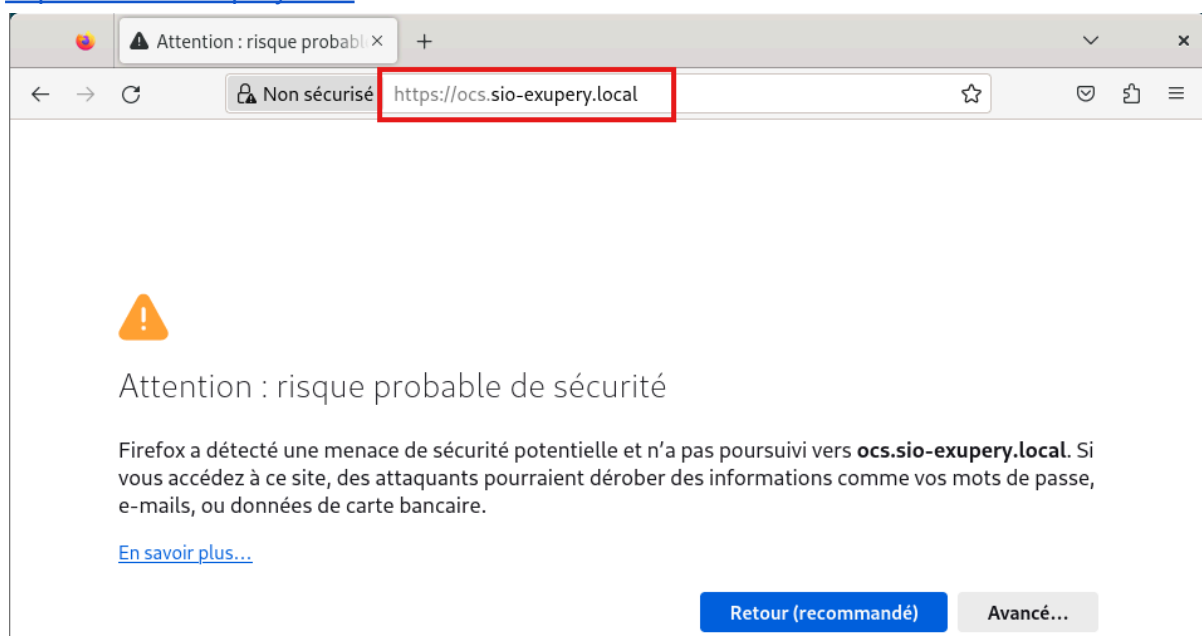 Attention : risque probabl
Non sécurisé https://ocs.sio-exupery.local
Attention : risque probable de sécurité
Firefox a détecté une menace de sécurité potentielle et n’a pas poursuivi vers ocs.sio-exupery.local. Si
vous accédez à ce site, des attaquants pourraient dérober des informations comme vos mots de passe,
e-mails, ou données de carte bancaire.
En savoir plus…
Retour (recommandé) Avancé…